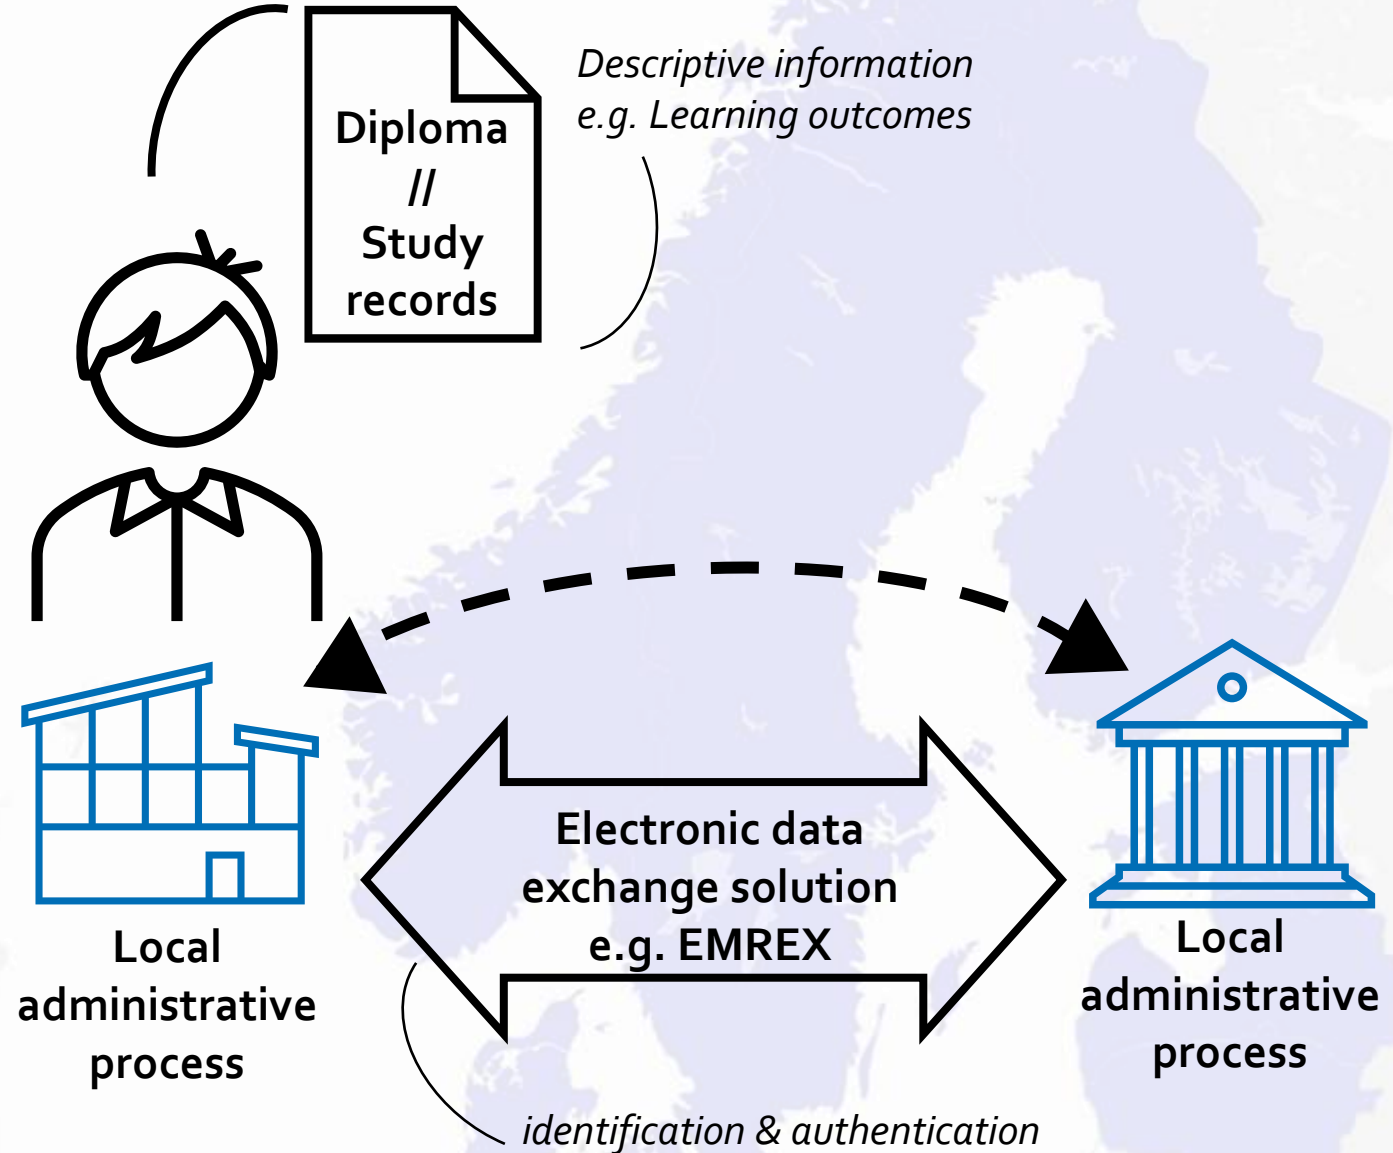 Descriptive information
e.g. Learning outcomes
Diploma
//
Study
records
Electronic data
exchange solution
e.g. EMREX
Local
administrative
process
Local
administrative
process
identification & authentication